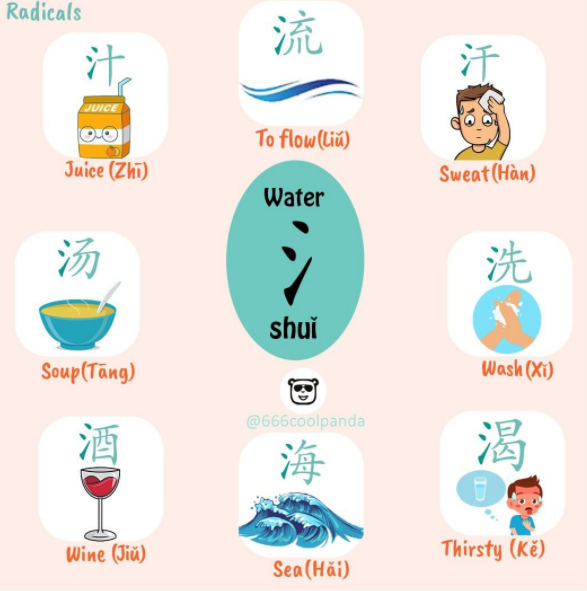 Radicals
汁
JUICE
Juice (Zhī)
流
To flow(Liú)
汗
Sweat(Hàn)
Water
氵
shuǐ
汤
Soup(Tāng)
洗
Wash(Xǐ)
@666coolpanda
酒
Wine (Jiǔ)
海
Sea(Hǎi)
渴
Thirsty (Kě)